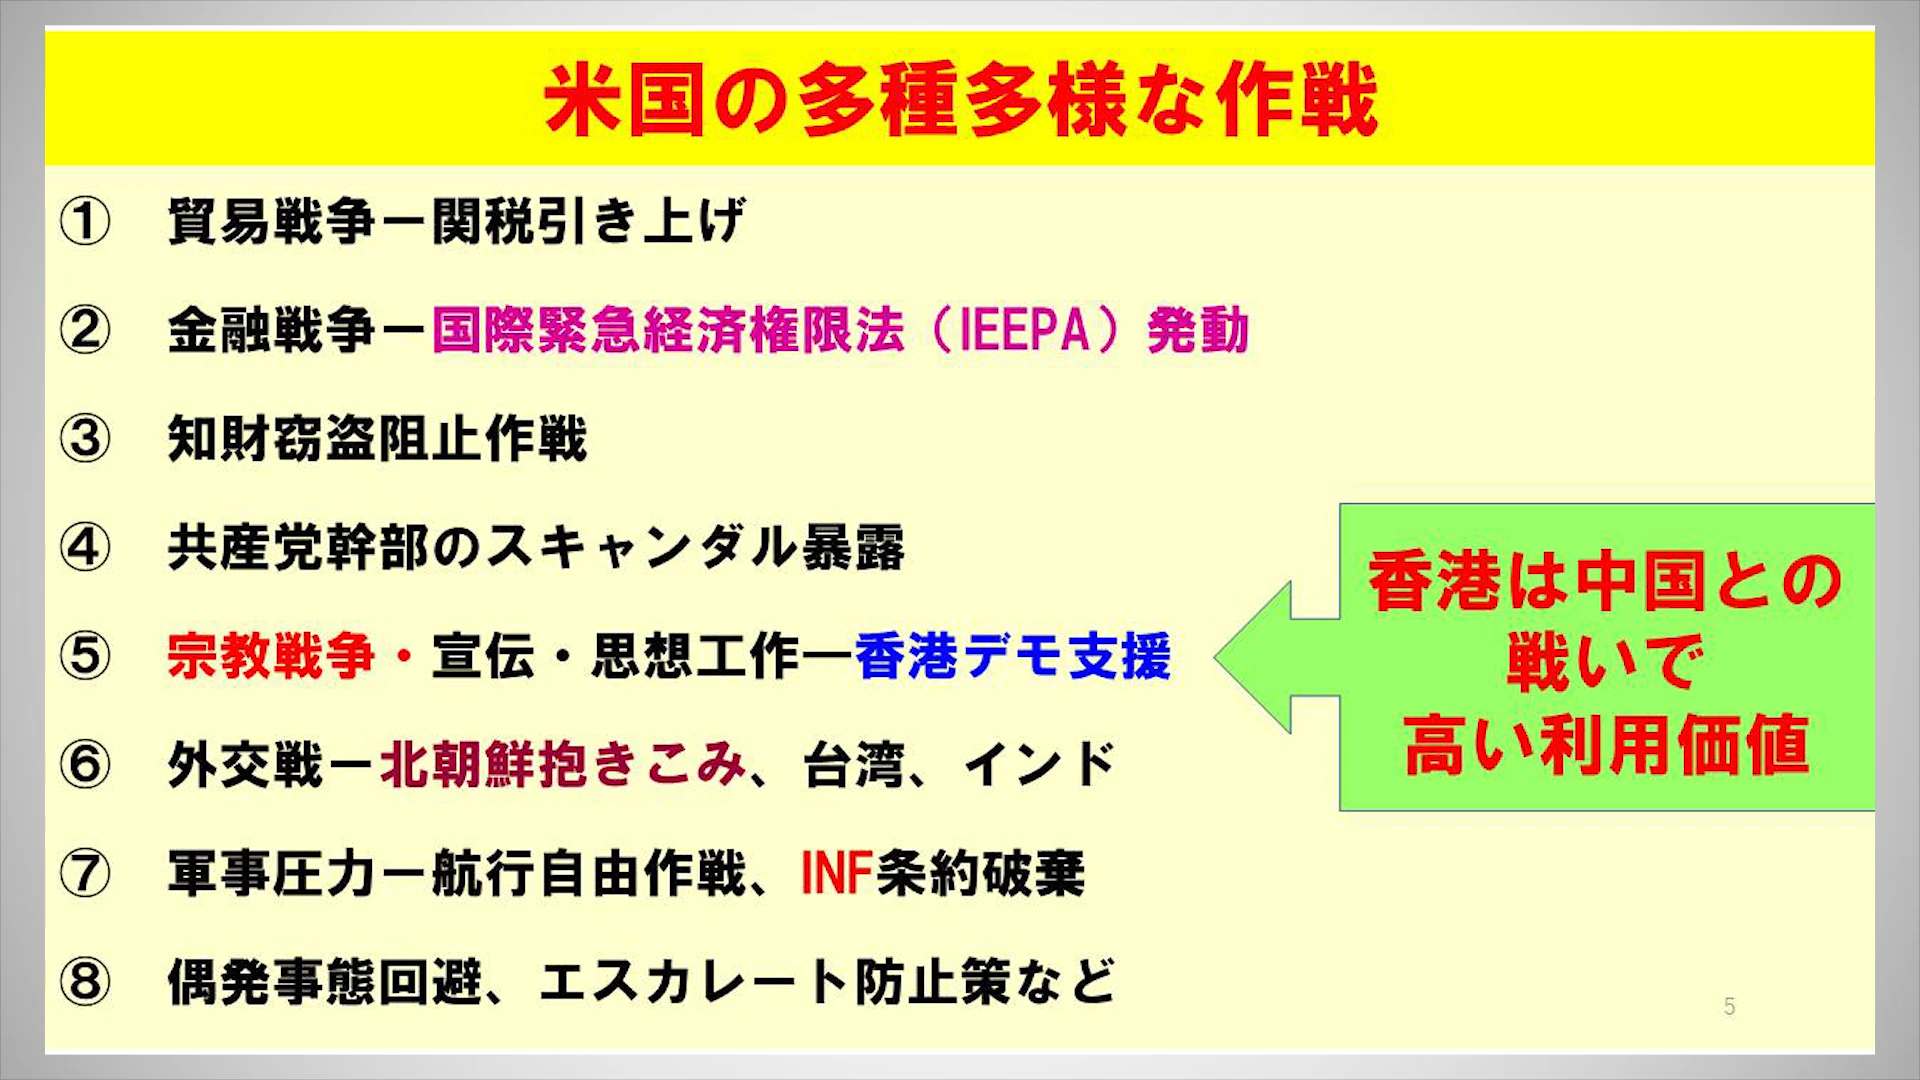 米国の多種多様な作戦
① 貿易戦争ー関税引き上げ
② 金融戦争ー国際緊急経済権限法（IEEPA）発動
③ 知財窃盗阻止作戦
④ 共産党幹部のスキャンダル暴露
⑤ 宗教戦争・宣伝・思想工作―香港デモ支援
⑥ 外交戦ー北朝鮮抱きこみ、台湾、インド
⑦ 軍事圧力ー航行自由作戦、INF条約破棄
⑧ 偶発事態回避、エスカレート防止策など
香港は中国との
戦いで
高い利用価値
5